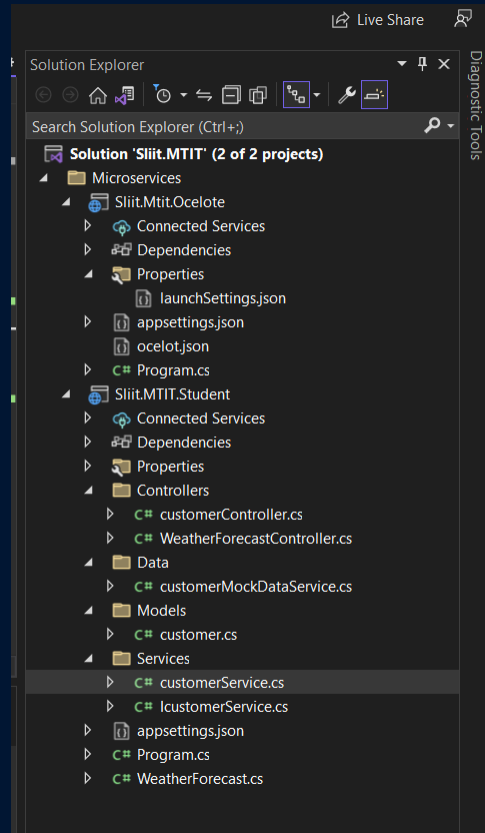 Live Share
Solution Explorer
Diagnostic Tools
Search Solution Explorer (Ctrl+;)
Solution 'Sliit.MTIT' (2 of 2 projects)
Microservices
Sliit.Mtit.Ocelote
Connected Services
Dependencies
Properties
launchSettings.json
appsettings.json
ocelot.json
C# Program.cs
Sliit.MTIT.Student
Connected Services
Dependencies
Properties
Controllers
C# customerController.cs
C# WeatherForecastController.cs
Data
C# customerMockDataService.cs
Models
C# customer.cs
Services
C# customerService.cs
C# IcustomerService.cs
appsettings.json
C# Program.cs
C# WeatherForecast.cs